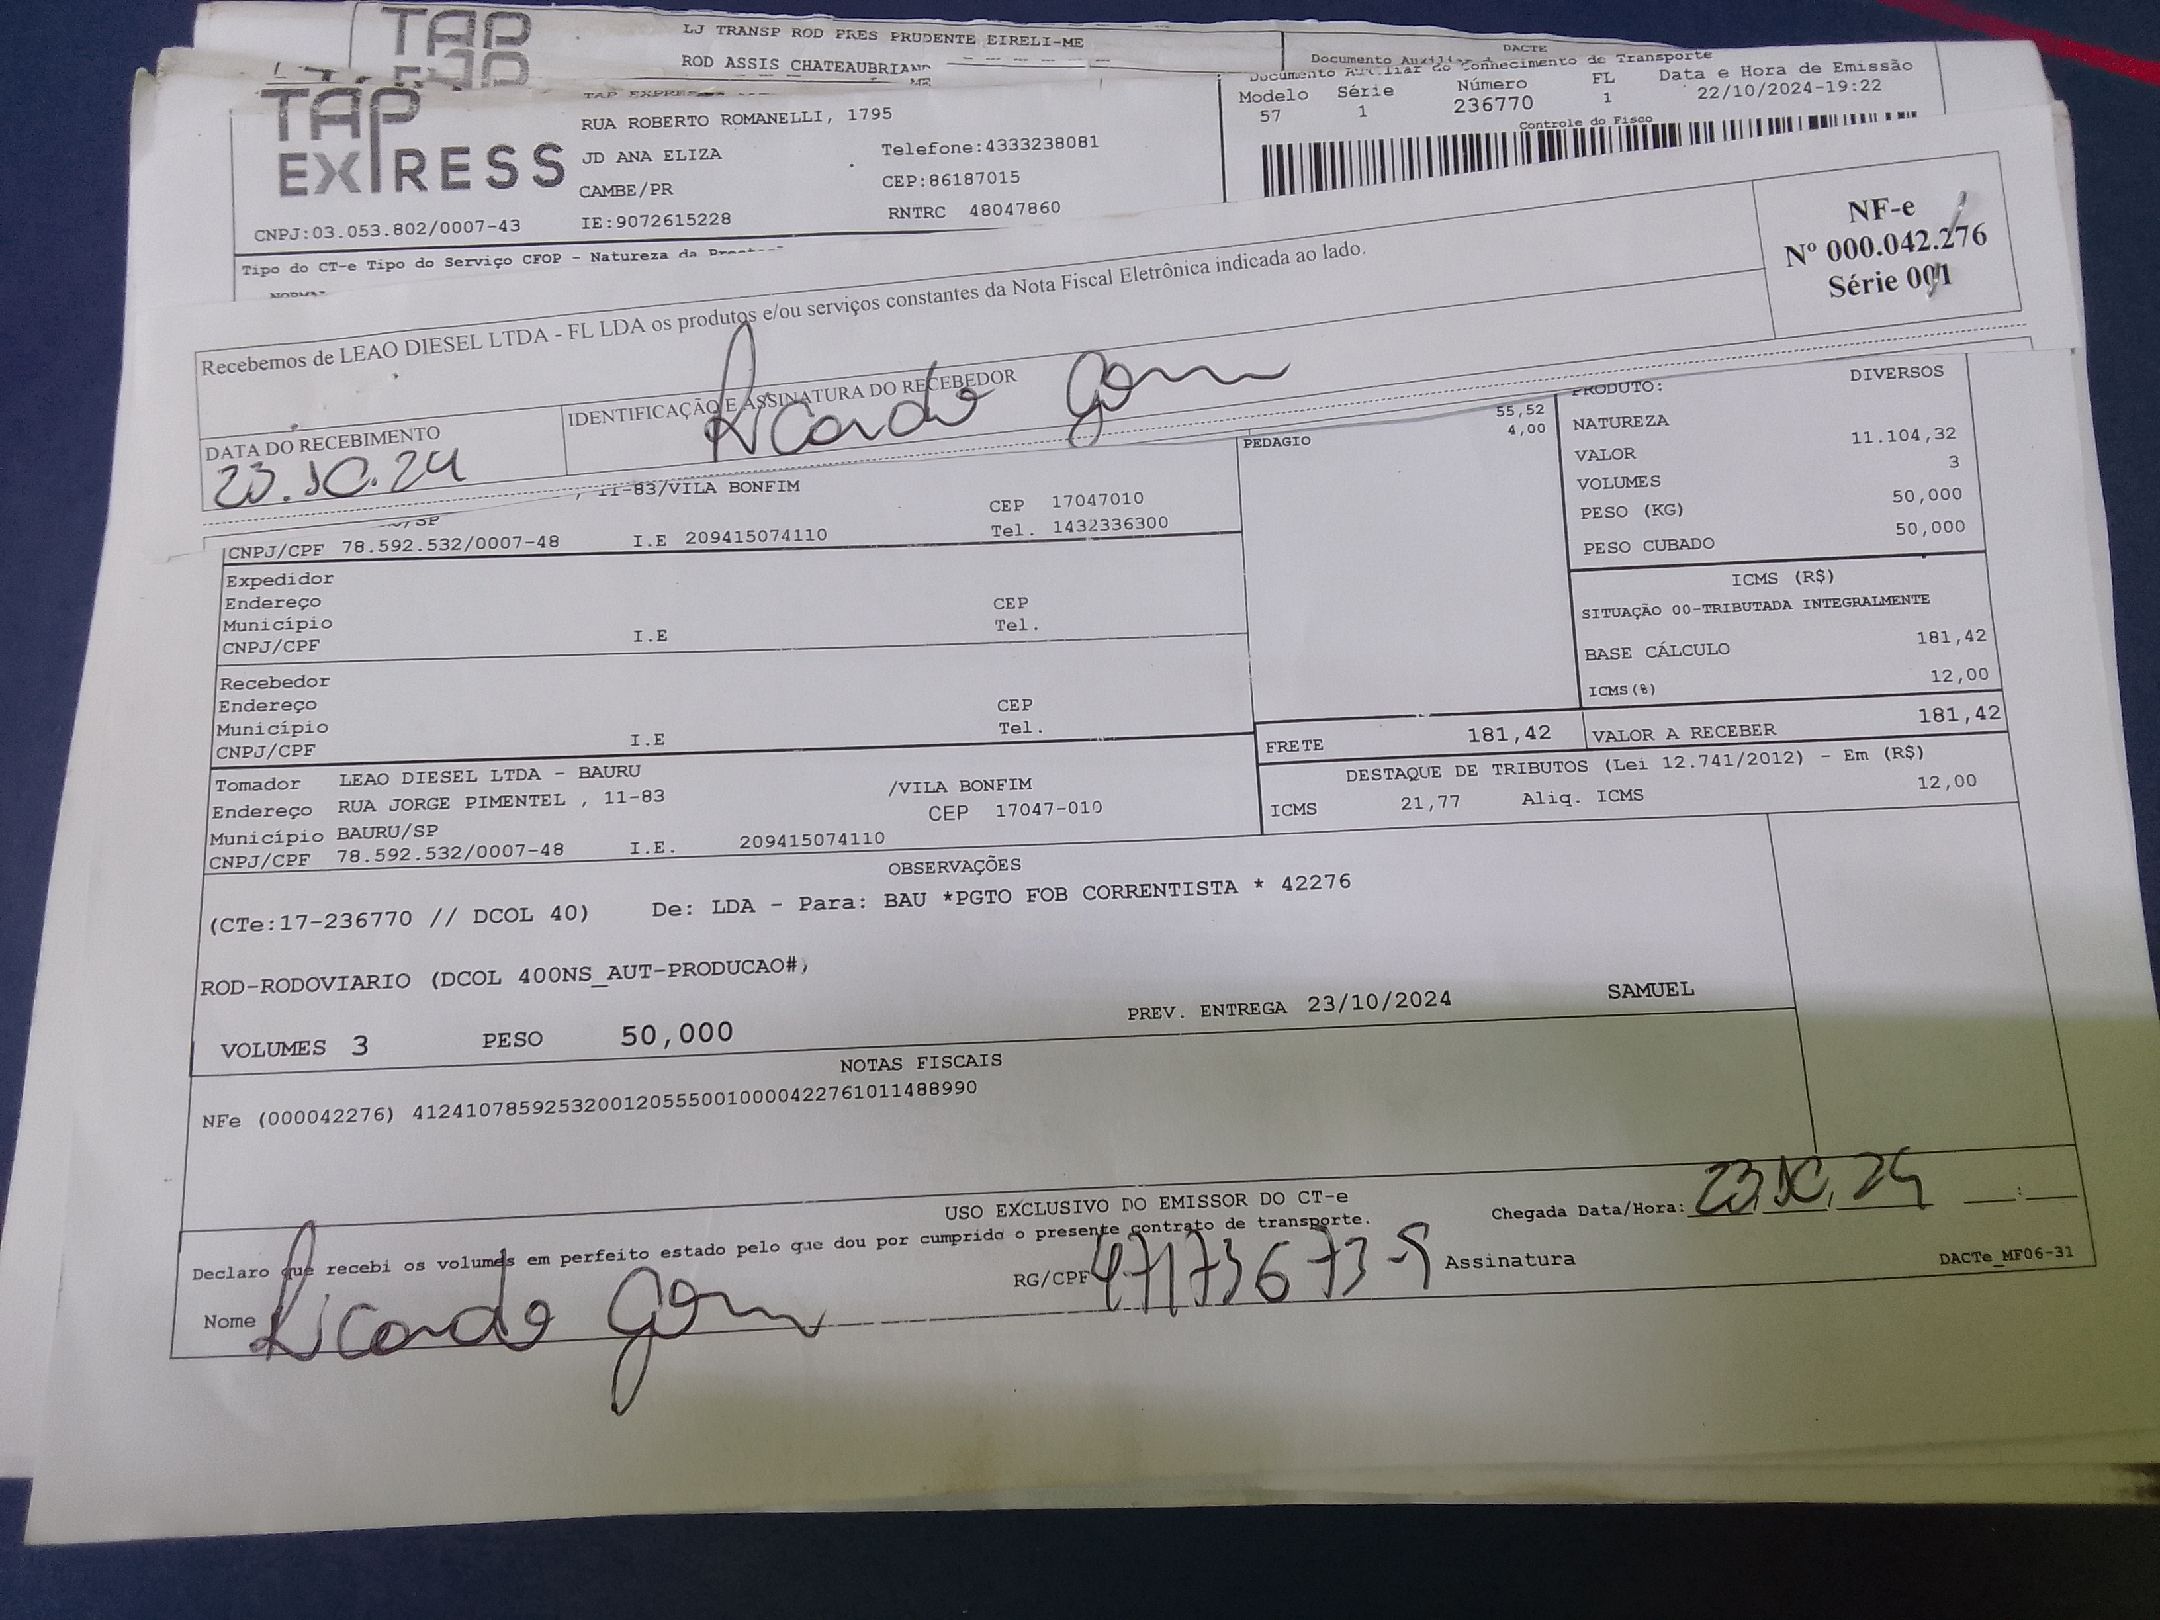 TAP
LJ TRANSP ROD PRES PRUDENTE EIRELI-ME
ROD ASSIS CHATEAUBRIAND
DACTE
TAP EXPRESS
RUA ROBERTO ROMANELLI, 1795
JD ANA ELIZA
Telefone:4333238081
CAMBE/PR
CEP:86187015
CNPJ:03.053.802/0007-43
IE:9072615228
RNTRC 48047860
Documento Auxiliar do Conhecimento de Transporte
Modelo Série Número FL Data e Hora de Emissão
57 1 236770 1 22/10/2024-19:22
Controle do Fisco
Tipo do CT-e Tipo do Serviço CFOP - Natureza da
Recebemos de LEAO DIESEL LTDA - FL LDA os produtos e/ou serviços constantes da Nota Fiscal Eletrônica indicada ao lado.
NF-e
Nº 000.042.276
Série 001
DATA DO RECEBIMENTO
23.10.24
IDENTIFICAÇÃO E ASSINATURA DO RECEBEDOR
Ricardo
, 11-83/VILA BONFIM
CEP 17047010
CNPJ/CPF 78.592.532/0007-48 I.E 209415074110 Tel. 1432336300
55,52
4,00
PEDAGIO
PRODUTO: DIVERSOS
NATUREZA
VALOR 11.104,32
VOLUMES 3
PESO (KG) 50,000
PESO CUBADO 50,000
Expedidor
Endereço CEP
Município Tel.
CNPJ/CPF I.E
ICMS (R$)
SITUAÇÃO 00-TRIBUTADA INTEGRALMENTE
BASE CÁLCULO 181,42
ICMS(%) 12,00
Recebedor
Endereço CEP
Município Tel.
CNPJ/CPF I.E
FRETE 181,42 VALOR A RECEBER 181,42
DESTAQUE DE TRIBUTOS (Lei 12.741/2012) - Em (R$)
ICMS 21,77 Aliq. ICMS 12,00
Tomador LEAO DIESEL LTDA - BAURU
Endereço RUA JORGE PIMENTEL , 11-83 /VILA BONFIM
Município BAURU/SP CEP 17047-010
CNPJ/CPF 78.592.532/0007-48 I.E. 209415074110
OBSERVAÇÕES
(CTe:17-236770 // DCOL 40) De: LDA - Para: BAU *PGTO FOB CORRENTISTA * 42276
ROD-RODOVIARIO (DCOL 400NS_AUT-PRODUCAO#)
VOLUMES 3 PESO 50,000 PREV. ENTREGA 23/10/2024 SAMUEL
NOTAS FISCAIS
NFe (000042276) 41241078592532001205550010000422761011488990
USO EXCLUSIVO DO EMISSOR DO CT-e
Declaro que recebi os volumes em perfeito estado pelo que dou por cumprido o presente contrato de transporte.
Chegada Data/Hora: 23.10.24 ___:___
Nome Ricardo
RG/CPF 47173673-9 Assinatura
DACTe_MF06-31